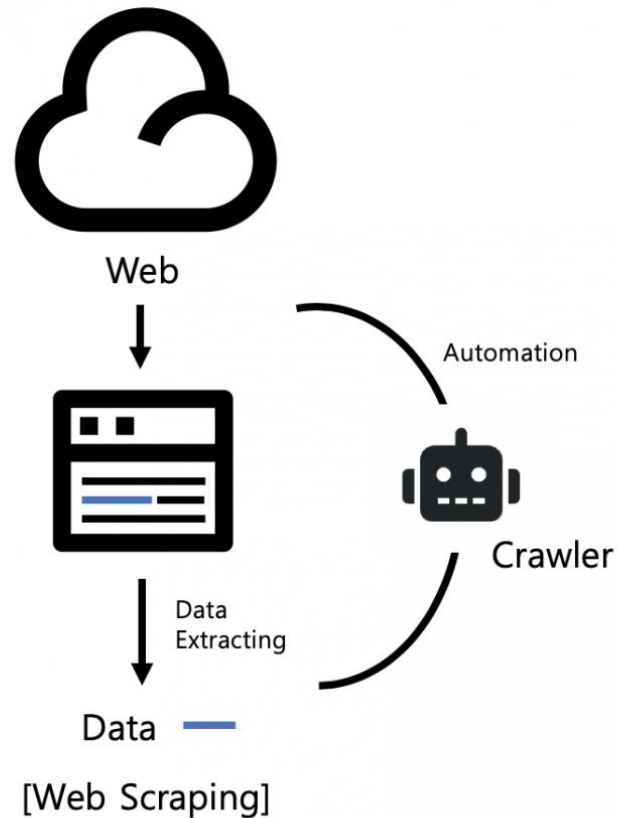 Web
Automation
Crawler
Data
Extracting
Data
[Web Scraping]